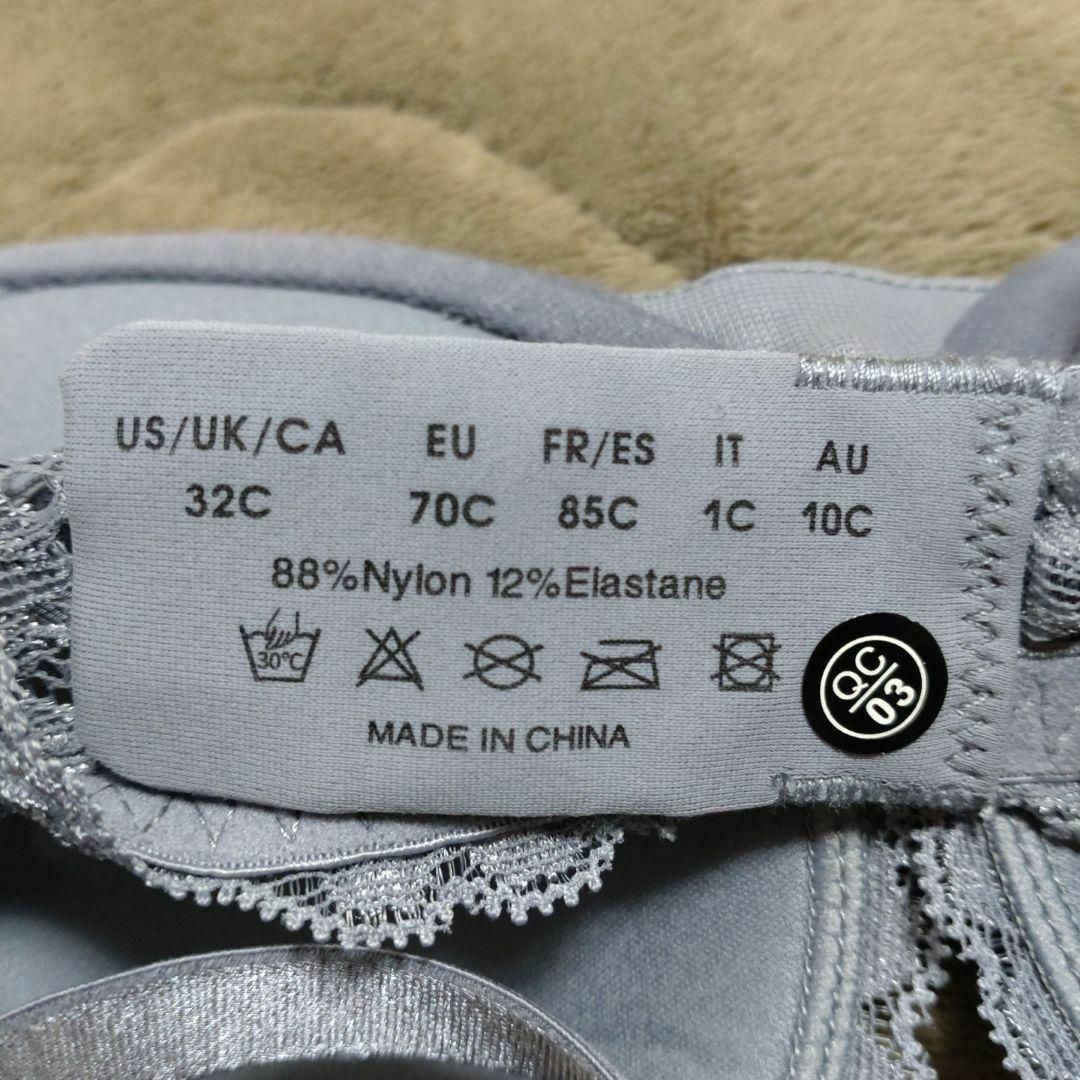 US/UK/CA EU FR/ES IT AU
32C 70C 85C 1C 10C
88%Nylon 12%Elastane
30°C
MADE IN CHINA
QC/03